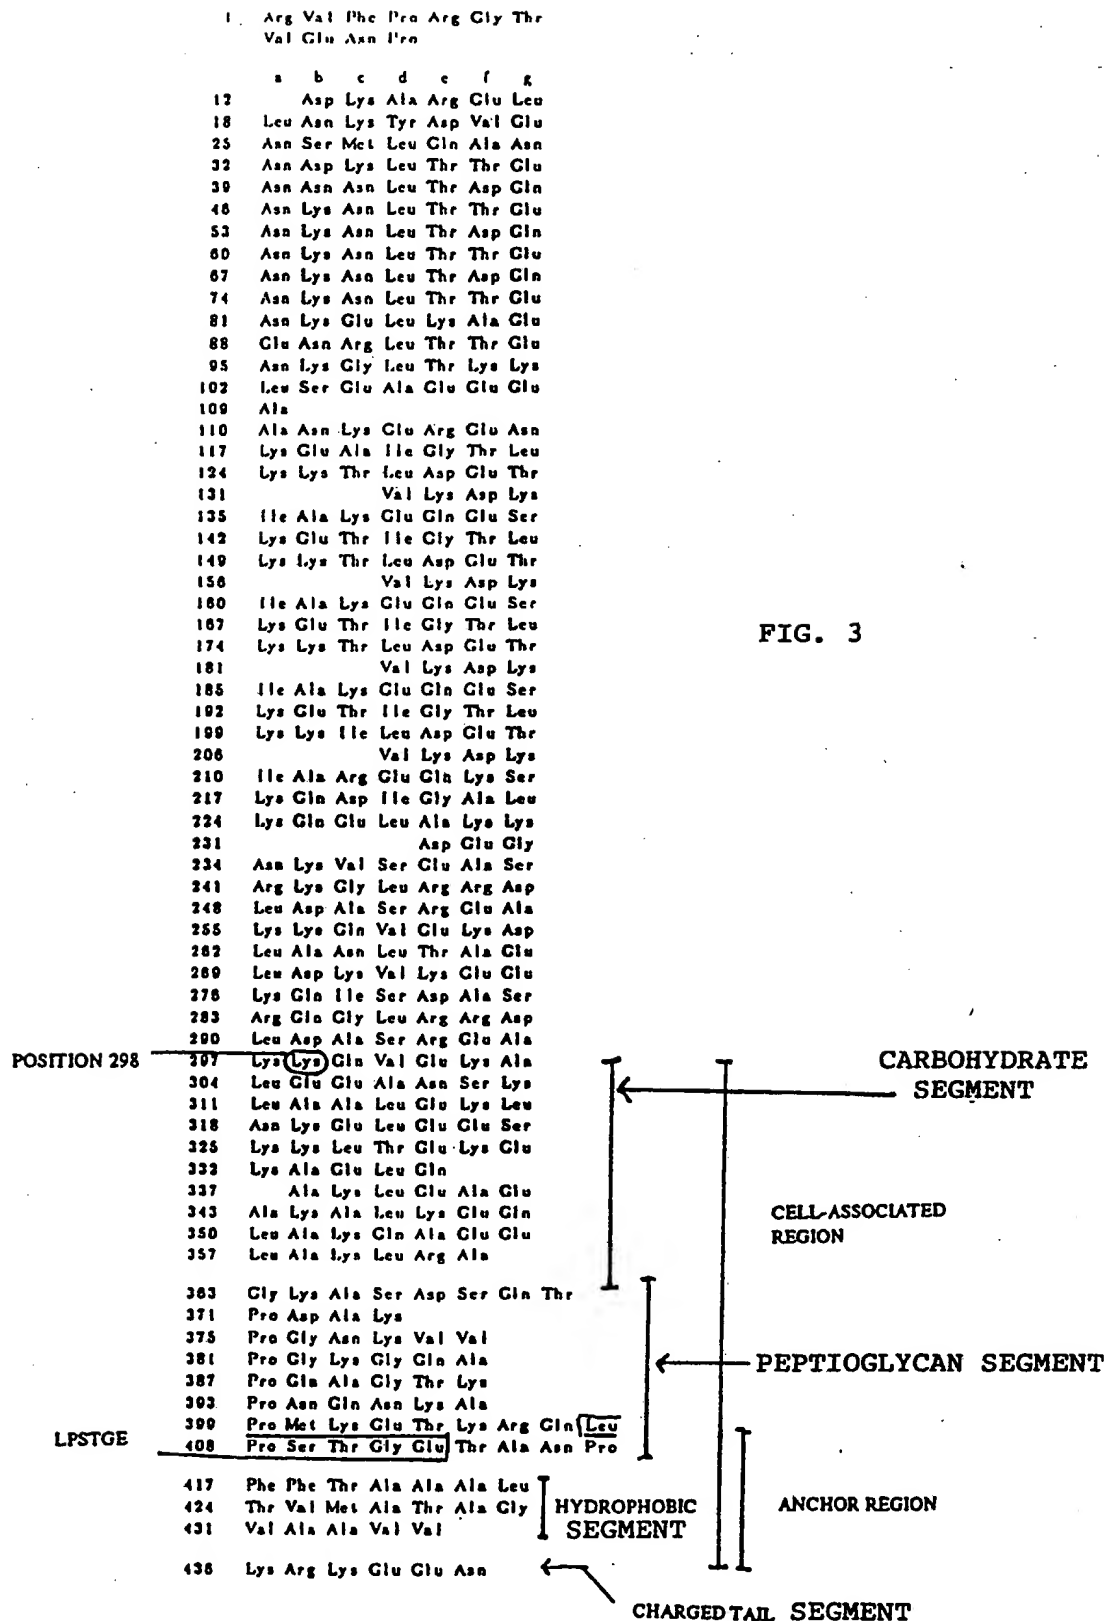 1 Arg Val Phe Pro Arg Gly Thr
Val Glu Asn Pro
a b c d e f g
12 Asp Lys Ala Arg Glu Leu
18 Leu Asn Lys Tyr Asp Val Glu
25 Asn Ser Met Leu Gln Ala Asn
32 Asn Asp Lys Leu Thr Thr Glu
39 Asn Asn Asn Leu Thr Asp Gln
46 Asn Lys Asn Leu Thr Thr Glu
53 Asn Lys Asn Leu Thr Asp Gln
60 Asn Lys Asn Leu Thr Thr Glu
67 Asn Lys Asn Leu Thr Asp Gln
74 Asn Lys Asn Leu Thr Thr Glu
81 Asn Lys Glu Leu Lys Ala Glu
88 Glu Asn Arg Leu Thr Thr Glu
95 Asn Lys Gly Leu Thr Lys Lys
102 Leu Ser Glu Ala Glu Glu Glu
109 Ala
110 Ala Asn Lys Glu Arg Glu Asn
117 Lys Glu Ala Ile Gly Thr Leu
124 Lys Lys Thr Leu Asp Glu Thr
131 Val Lys Asp Lys
135 Ile Ala Lys Glu Gln Glu Ser
142 Lys Glu Thr Ile Gly Thr Leu
149 Lys Lys Thr Leu Asp Glu Thr
156 Val Lys Asp Lys
160 Ile Ala Lys Glu Gln Glu Ser
167 Lys Glu Thr Ile Gly Thr Leu
174 Lys Lys Thr Leu Asp Glu Thr
181 Val Lys Asp Lys
185 Ile Ala Lys Glu Gln Glu Ser
192 Lys Glu Thr Ile Gly Thr Leu
199 Lys Lys Ile Leu Asp Glu Thr
206 Val Lys Asp Lys
210 Ile Ala Arg Glu Gln Lys Ser
217 Lys Gln Asp Ile Gly Ala Leu
224 Lys Gln Glu Leu Ala Lys Lys
231 Asp Glu Gly
234 Asn Lys Val Ser Glu Ala Ser
241 Arg Lys Gly Leu Arg Arg Asp
248 Leu Asp Ala Ser Arg Glu Ala
255 Lys Lys Gln Val Glu Lys Asp
262 Leu Ala Asn Leu Thr Ala Glu
269 Leu Asp Lys Val Lys Glu Glu
276 Lys Gln Ile Ser Asp Ala Ser
283 Arg Gln Gly Leu Arg Arg Asp
290 Leu Asp Ala Ser Arg Glu Ala
POSITION 298
297 Lys Lys Gln Val Glu Lys Ala
304 Leu Glu Glu Ala Asn Ser Lys
311 Leu Ala Ala Leu Glu Lys Leu
318 Asn Lys Glu Leu Glu Glu Ser
325 Lys Lys Leu Thr Glu Lys Glu
332 Lys Ala Glu Leu Gln
337 Ala Lys Leu Glu Ala Glu
343 Ala Lys Ala Leu Lys Glu Gln
350 Leu Ala Lys Gln Ala Glu Glu
357 Leu Ala Lys Leu Arg Ala
363 Gly Lys Ala Ser Asp Ser Gln Thr
371 Pro Asp Ala Lys
375 Pro Gly Asn Lys Val Val
381 Pro Gly Lys Gly Gln Ala
387 Pro Gln Ala Gly Thr Lys
393 Pro Asn Gln Asn Lys Ala
399 Pro Met Lys Glu Thr Lys Arg Gln Leu
LPSTGE
408 Pro Ser Thr Gly Glu Thr Ala Asn Pro
417 Phe Phe Thr Ala Ala Ala Leu
424 Thr Val Met Ala Thr Ala Gly
431 Val Ala Ala Val Val
436 Lys Arg Lys Glu Glu Asn
FIG. 3
CARBOHYDRATE
SEGMENT
CELL-ASSOCIATED
REGION
PEPTIOGLYCAN SEGMENT
HYDROPHOBIC
SEGMENT
ANCHOR REGION
CHARGED TAIL SEGMENT